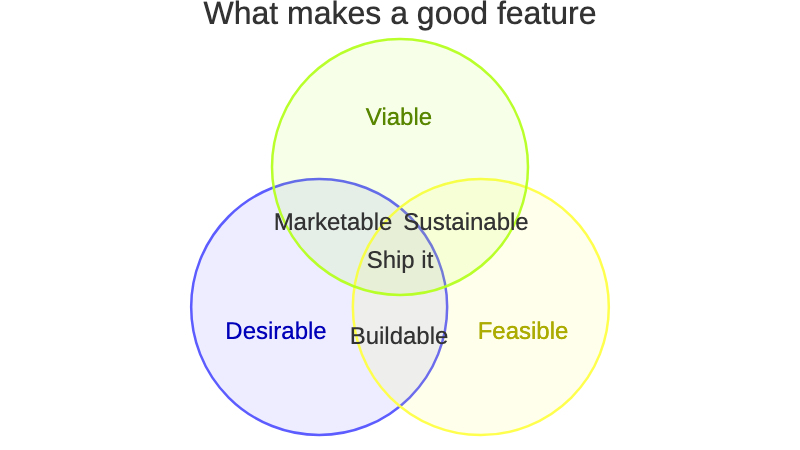 What makes a good feature
Viable
Marketable
Sustainable
Ship it
Desirable
Buildable
Feasible